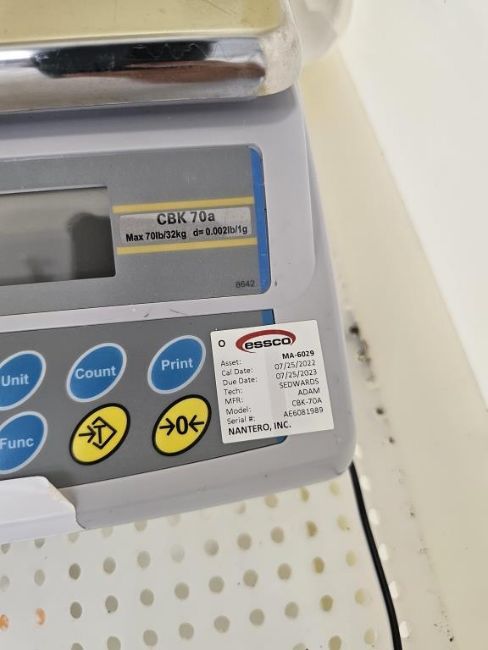 CBK 70a
Max 70lb/32kg d= 0.002lb/1g
8642
Unit
Count
Print
Func
→T←
→0←
O essco
Asset: MA-6029
Cal Date: 07/25/2022
Due Date: 07/25/2023
Tech: SEDWARDS
MFR: ADAM
Model: CBK-70A
Serial #: AE6081989
NANTERO, INC.